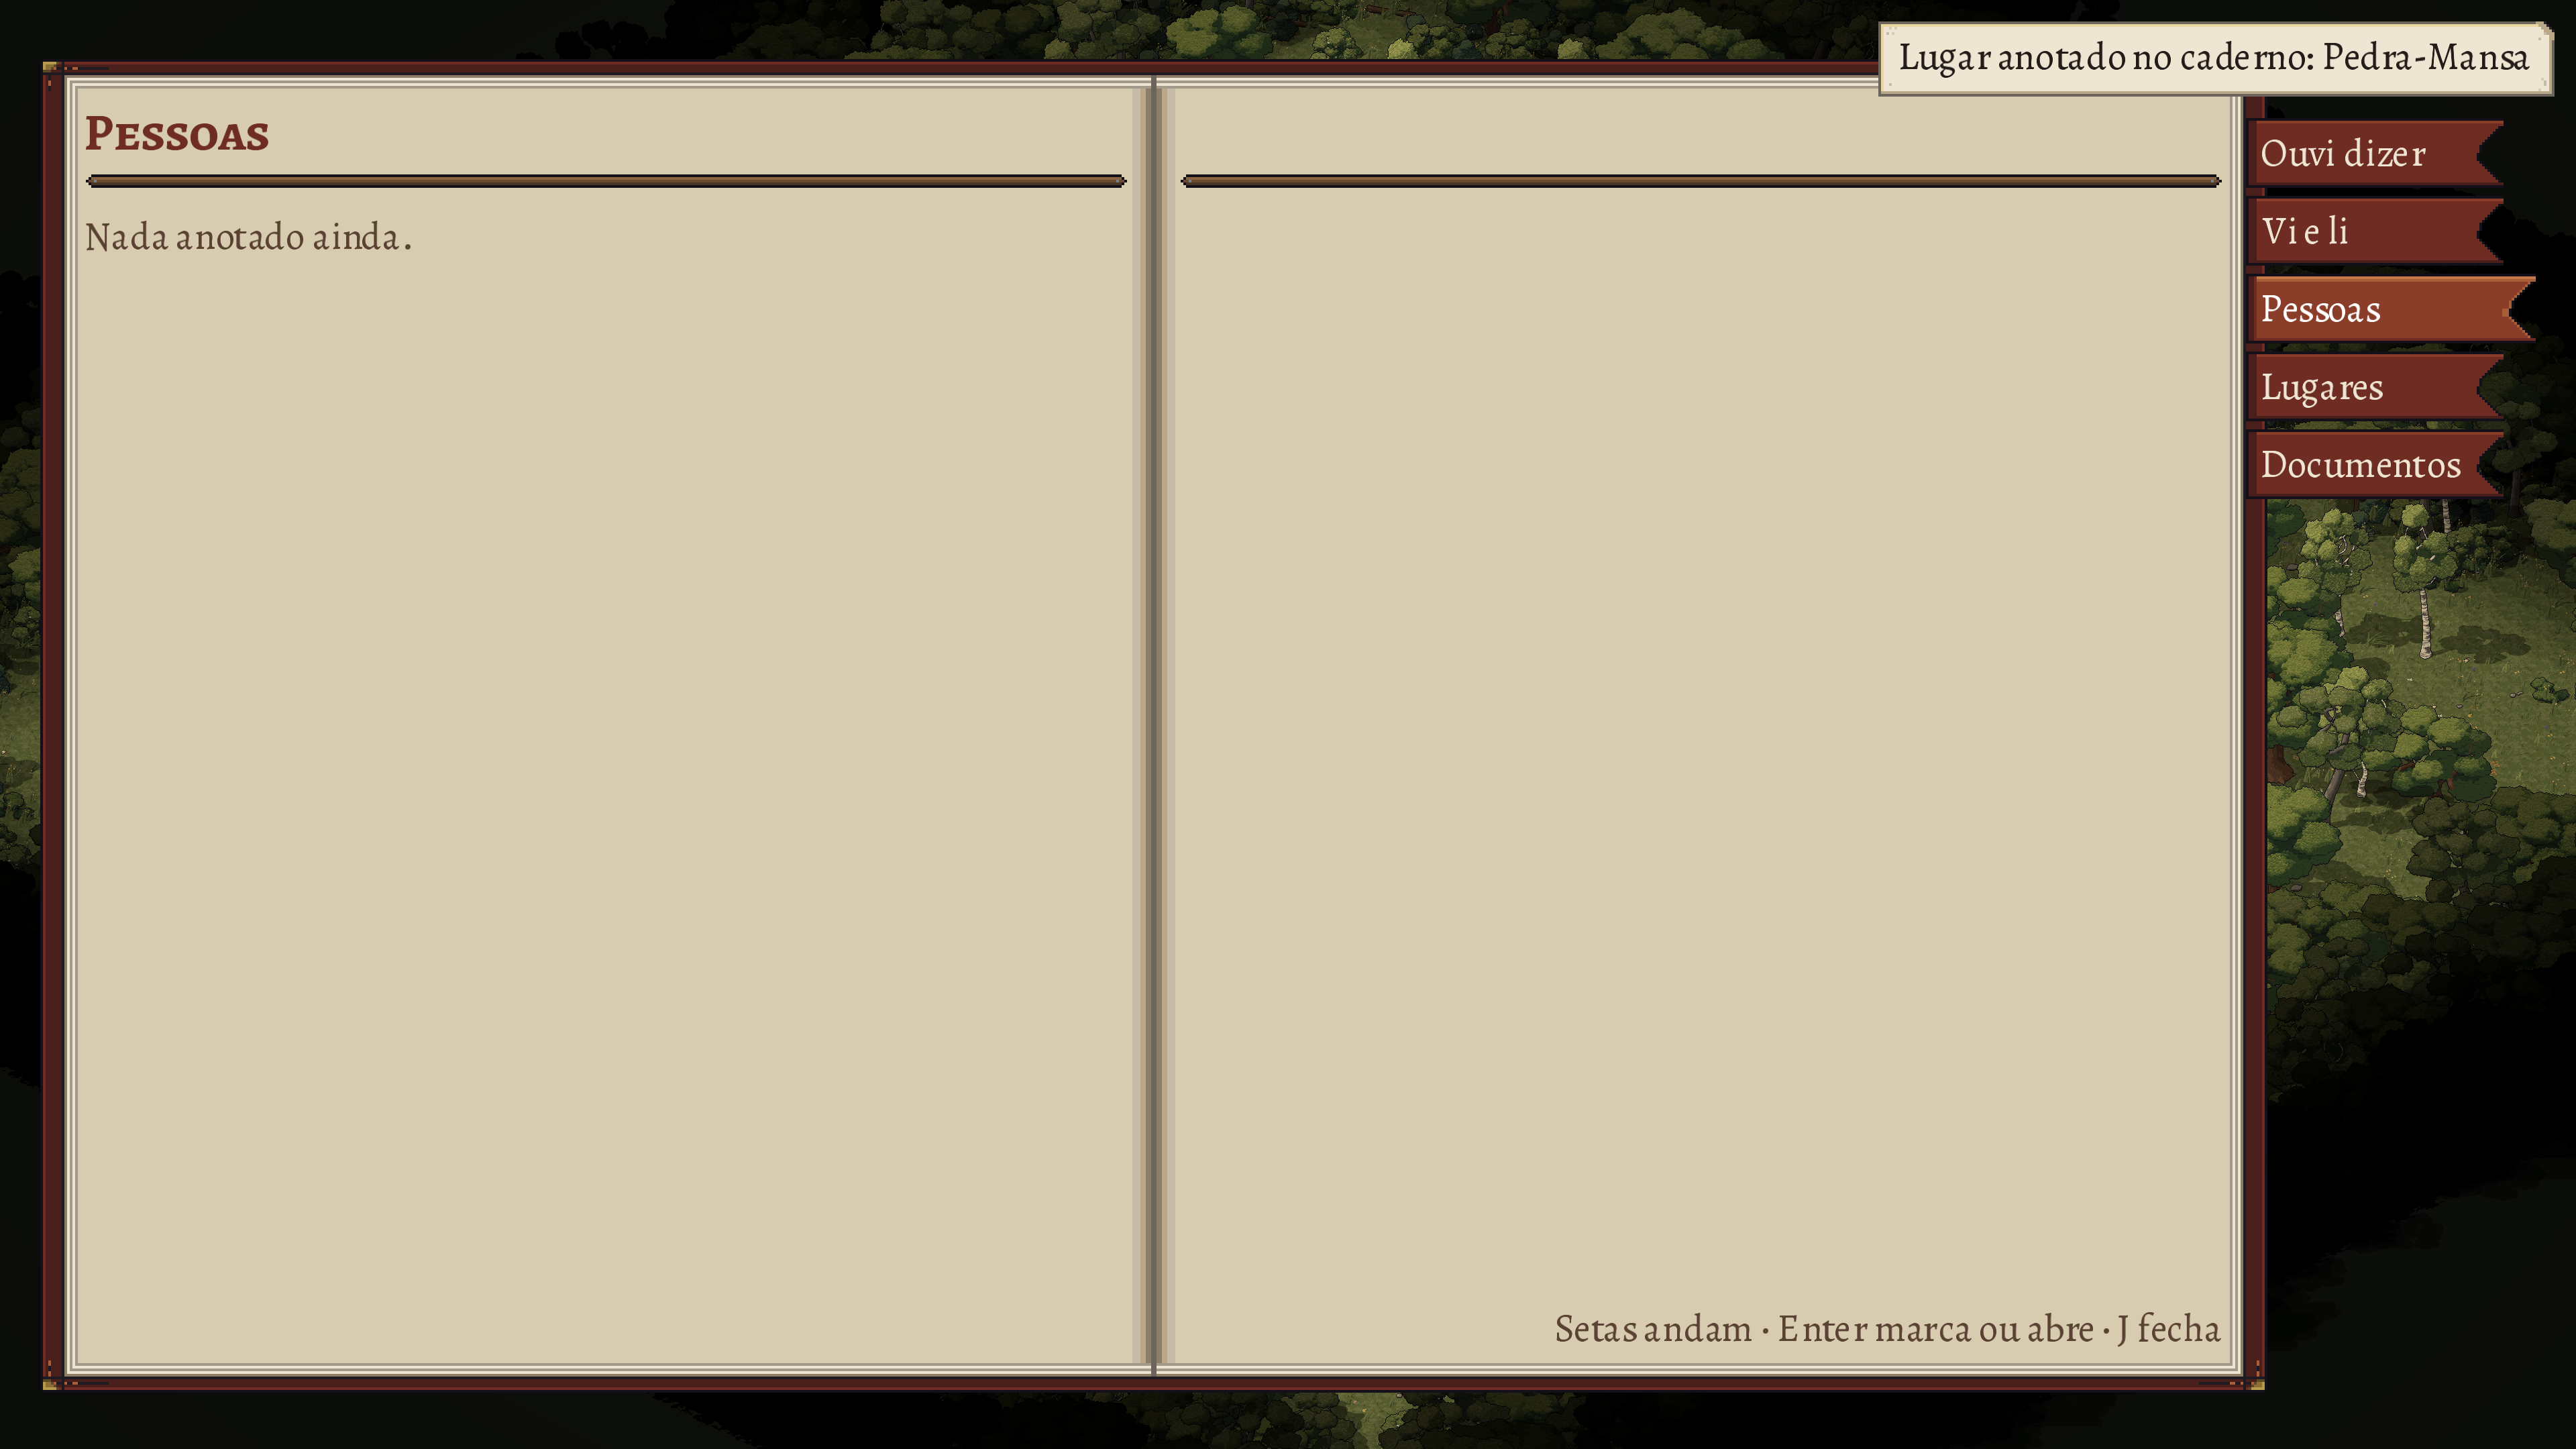 Lugar anotado no caderno: Pedra-Mansa
Pessoas
Nada anotado ainda.
Ouvi dizer
Vi e li
Pessoas
Lugares
Documentos
Setas andam · Enter marca ou abre · J fecha